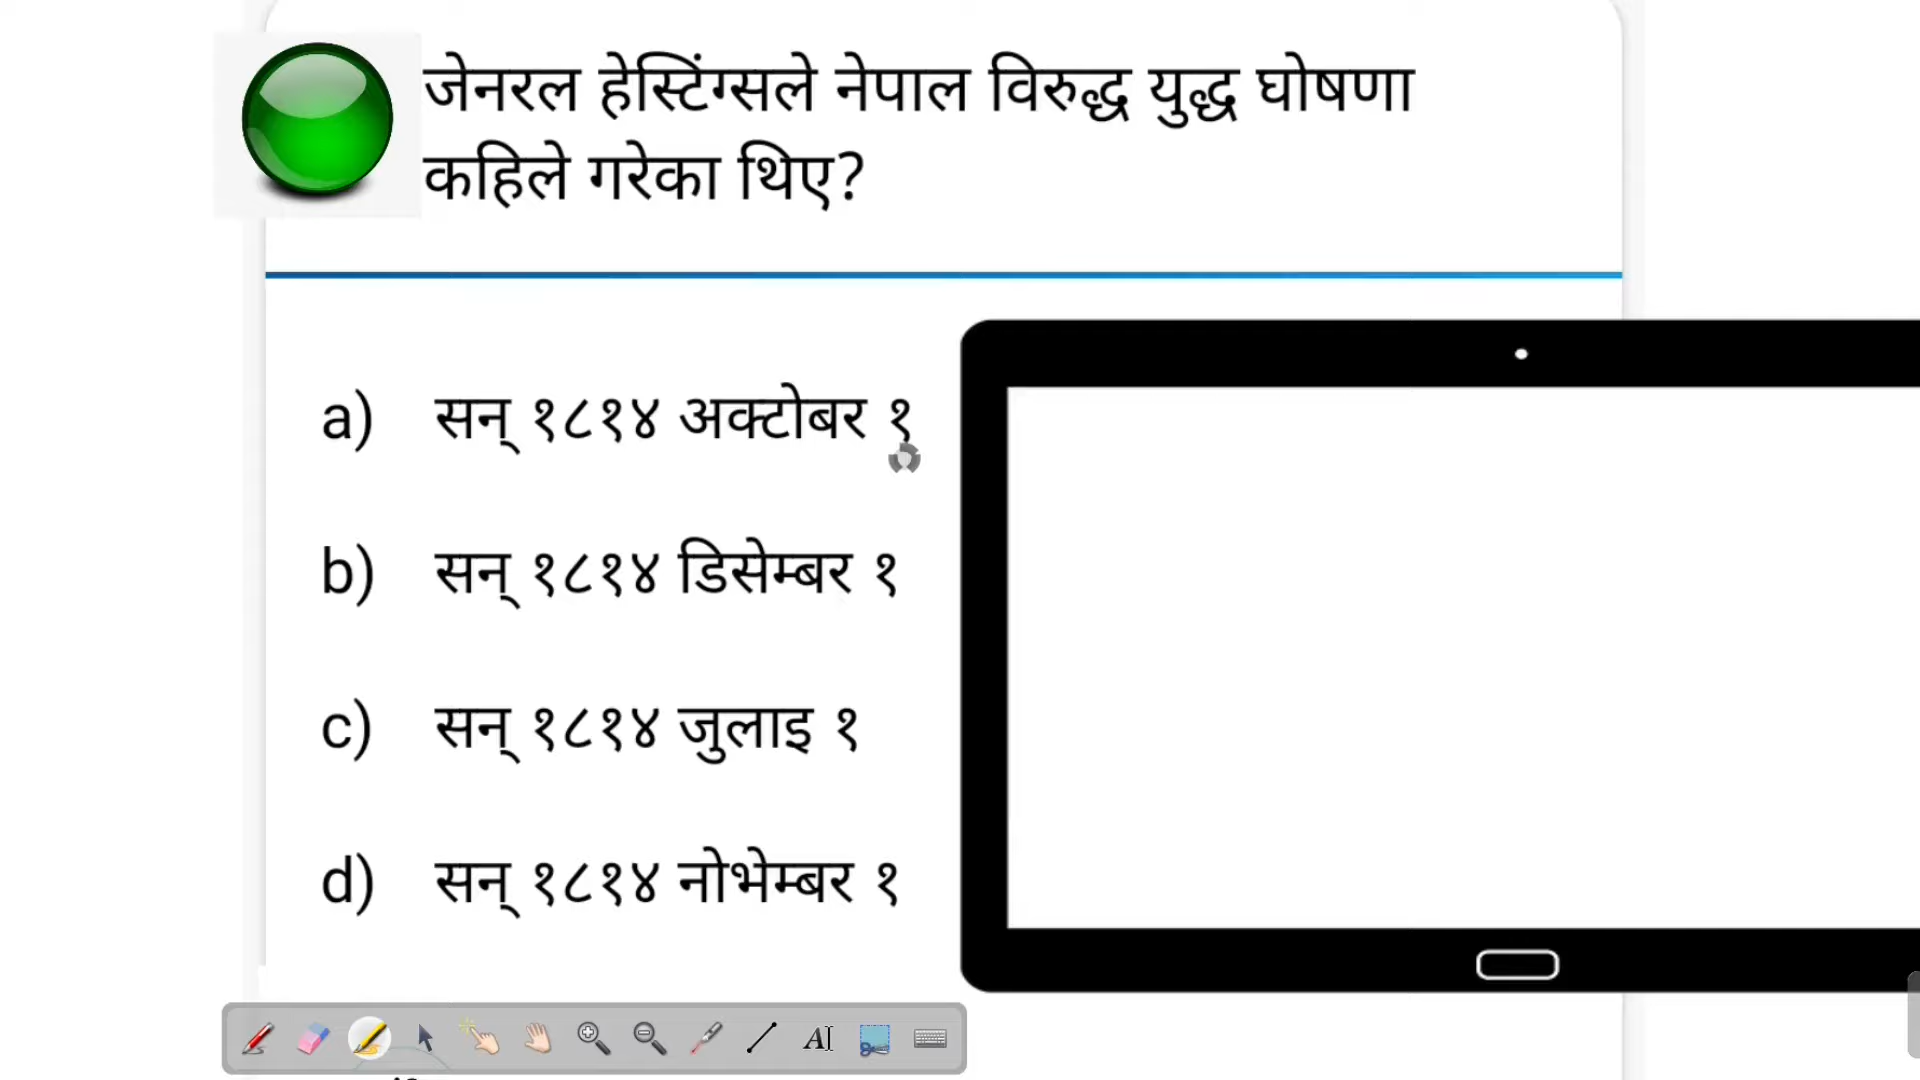 जेनरल हेस्टिंग्सले नेपाल विरुद्ध युद्ध घोषणा
कहिले गरेका थिए?
a) सन् १८१४ अक्टोबर १
b) सन् १८१४ डिसेम्बर १
c) सन् १८१४ जुलाइ १
d) सन् १८१४ नोभेम्बर १